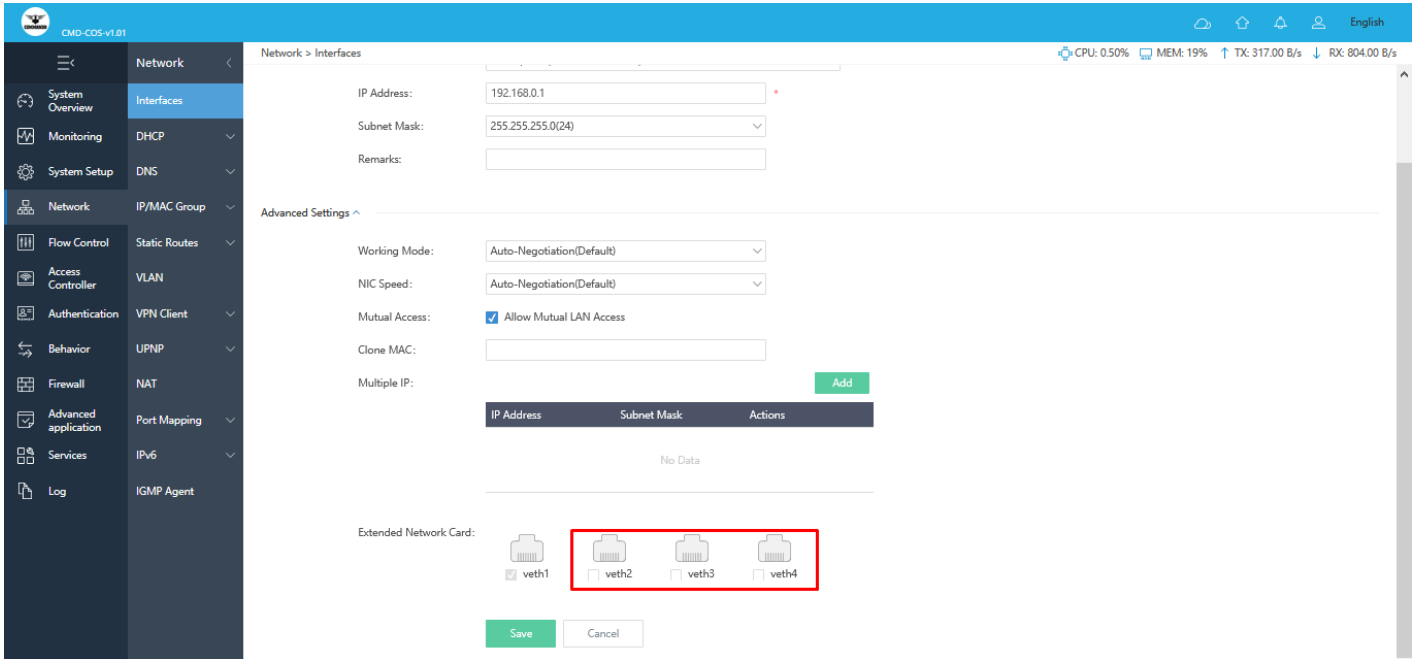 COMMANDO
CMD-COS-v1.01
English
Network
Network > Interfaces
CPU: 0.50%
MEM: 19%
TX: 317.00 B/s
RX: 804.00 B/s
System
Overview
Monitoring
System Setup
Network
Flow Control
Access
Controller
Authentication
Behavior
Firewall
Advanced
application
Services
Log
Interfaces
DHCP
DNS
IP/MAC Group
Static Routes
VLAN
VPN Client
UPNP
NAT
Port Mapping
IPv6
IGMP Agent
IP Address: 192.168.0.1 *
Subnet Mask: 255.255.255.0(24)
Remarks:
Advanced Settings
Working Mode: Auto-Negotiation(Default)
NIC Speed: Auto-Negotiation(Default)
Mutual Access: Allow Mutual LAN Access
Clone MAC:
Multiple IP: Add
IP Address Subnet Mask Actions
No Data
Extended Network Card:
veth1 veth2 veth3 veth4
Save Cancel